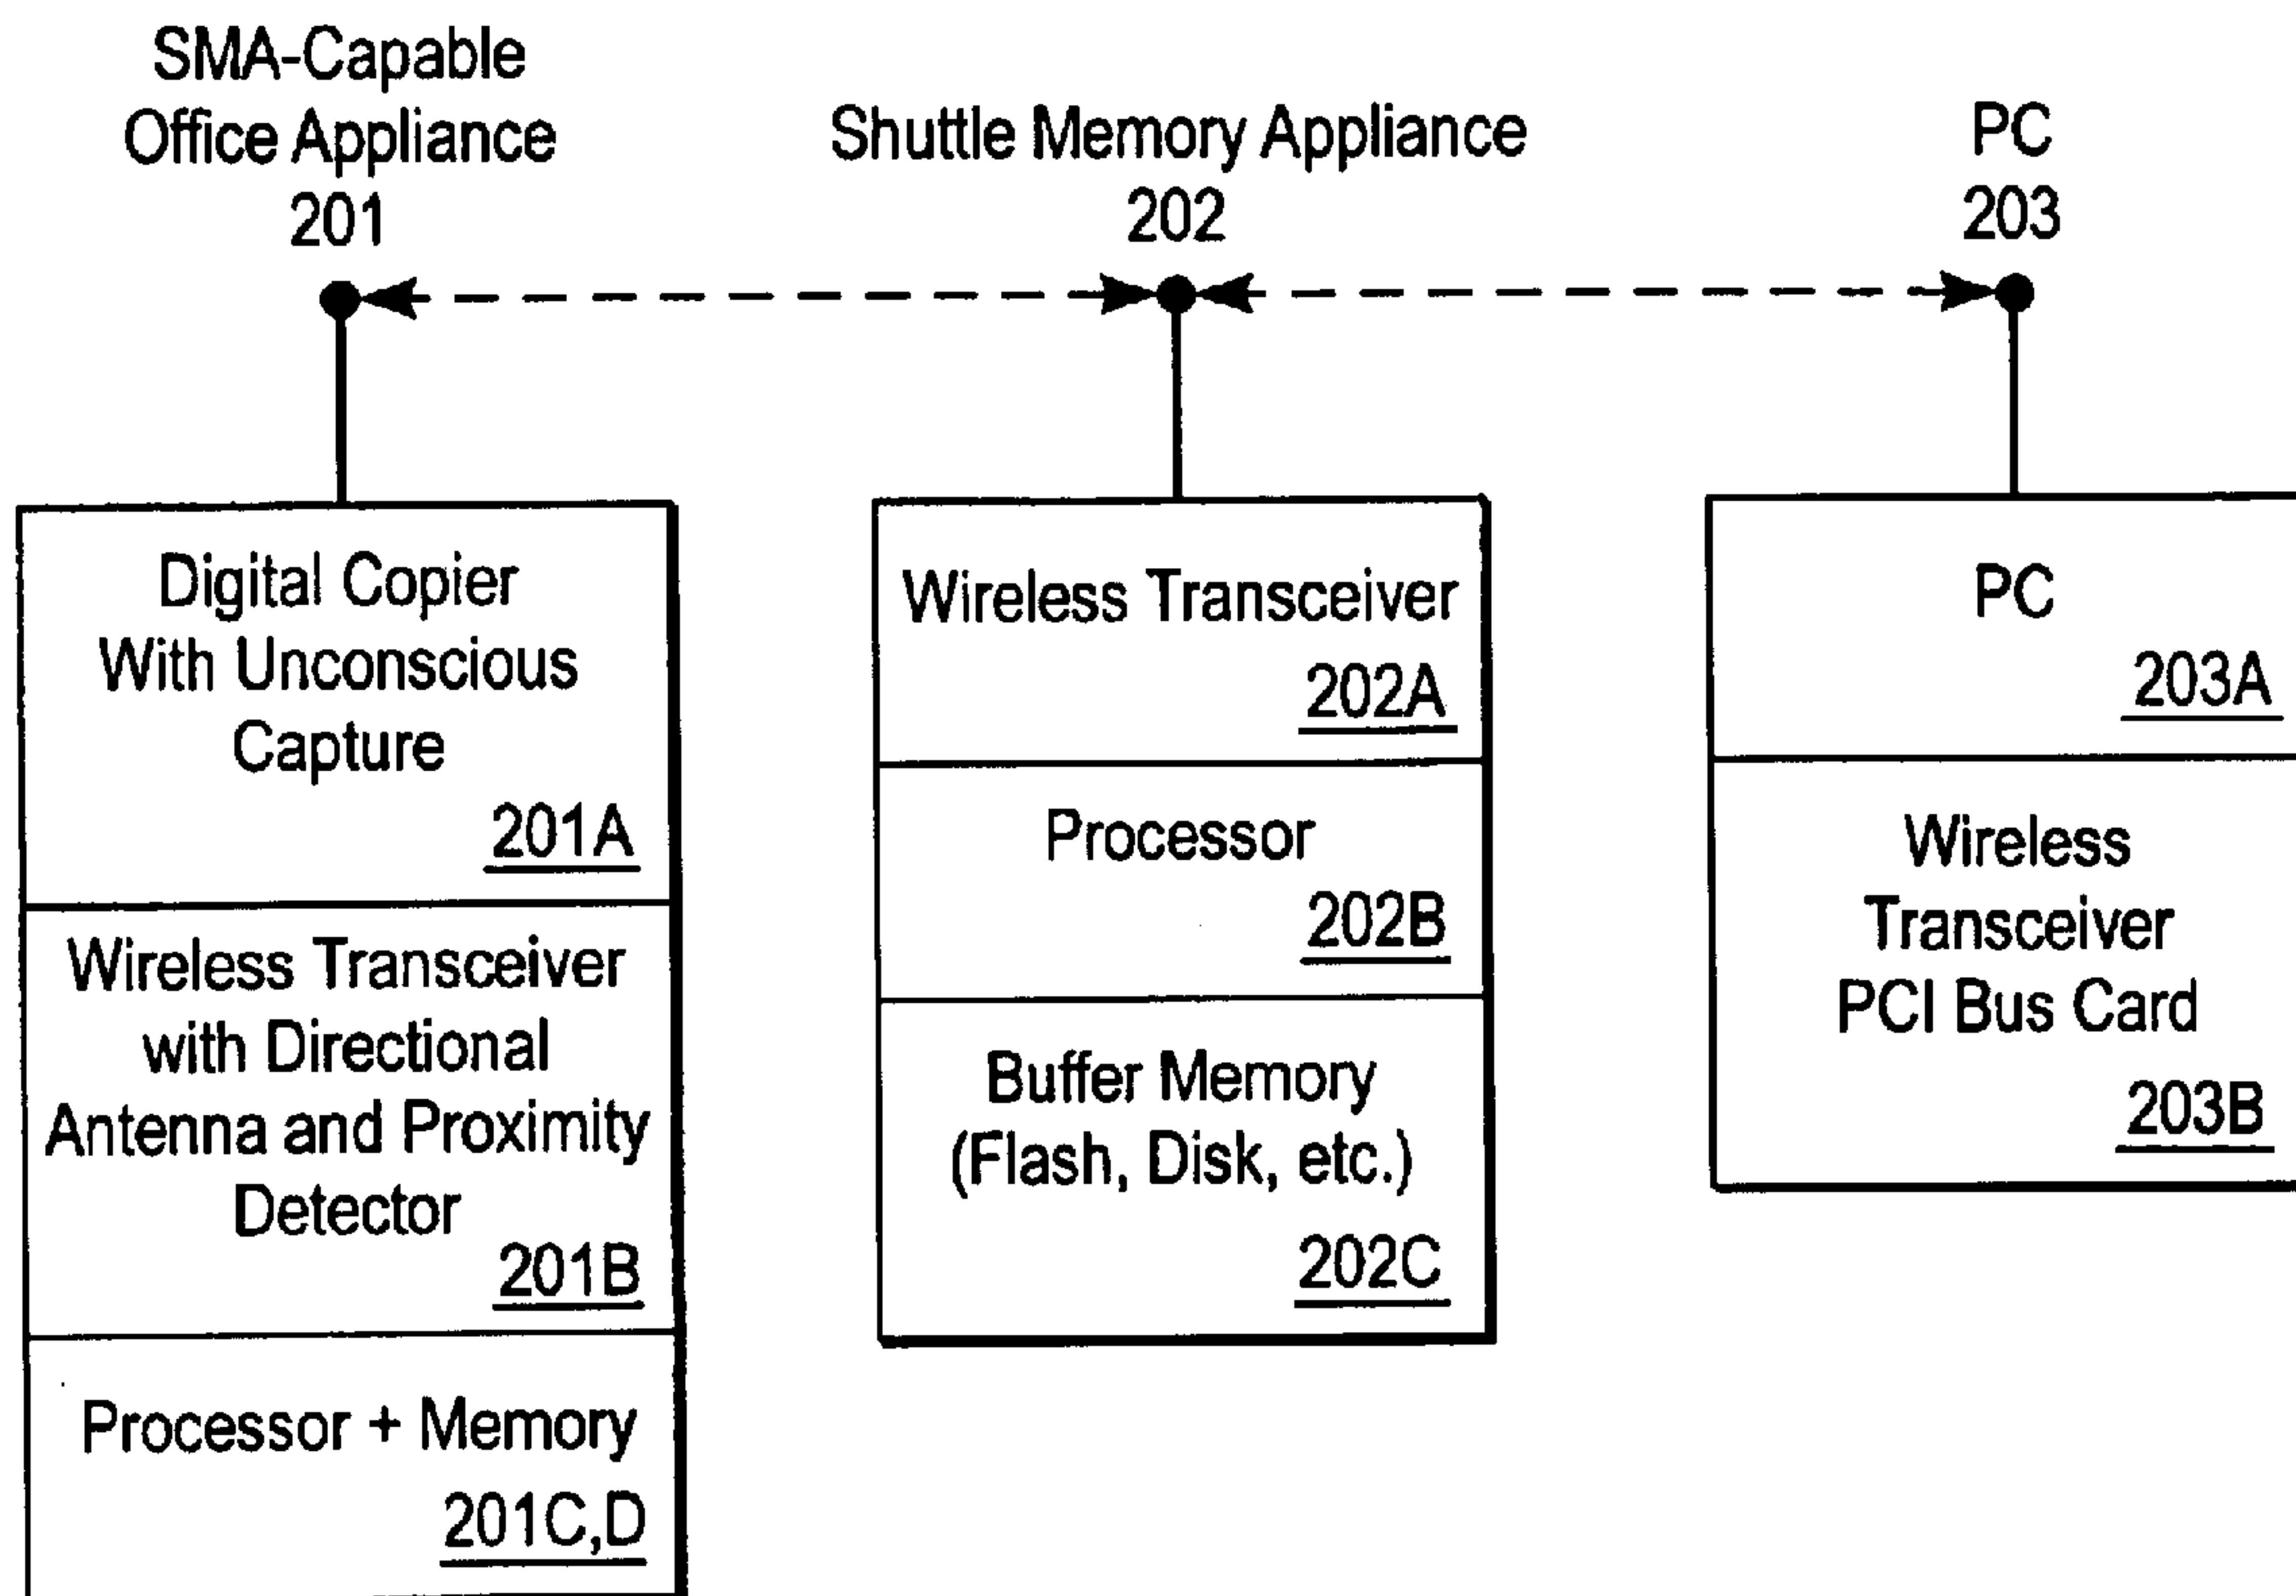 SMA-Capable
Office Appliance
201
Shuttle Memory Appliance
202
PC
203
Digital Copier
With Unconscious
Capture
201A
Wireless Transceiver
with Directional
Antenna and Proximity
Detector
201B
Processor + Memory
201C,D
Wireless Transceiver
202A
Processor
202B
Buffer Memory
(Flash, Disk, etc.)
202C
PC
203A
Wireless
Transceiver
PCI Bus Card
203B